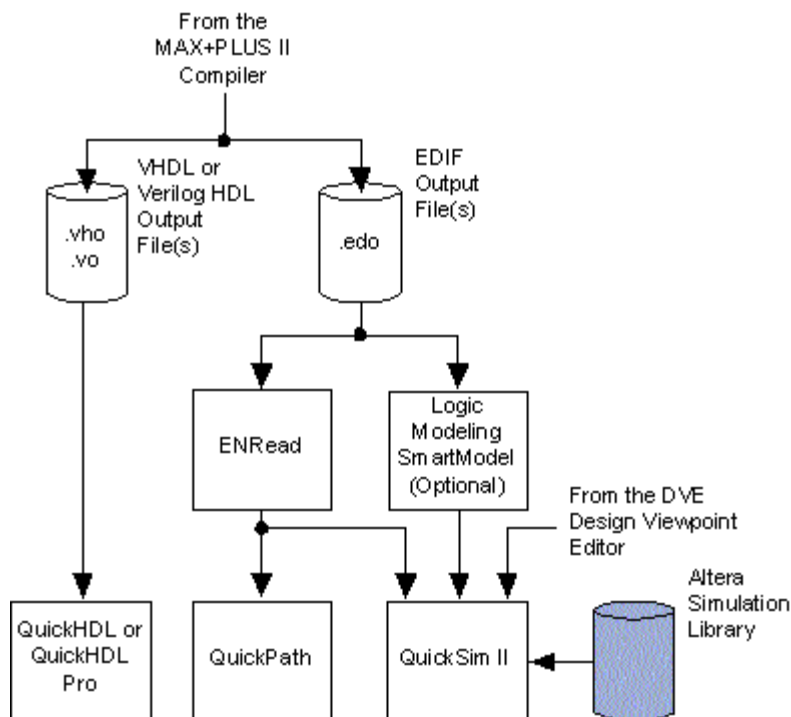 From the
MAX+PLUS II
Compiler
VHDL or
Verilog HDL
Output
File(s)
EDIF
Output
File(s)
.vho
.vo
.edo
ENRead
Logic
Modeling
SmartModel
(Optional)
From the DVE
Design Viewpoint
Editor
Altera
Simulation
Library
QuickHDL or
QuickHDL
Pro
QuickPath
QuickSim II